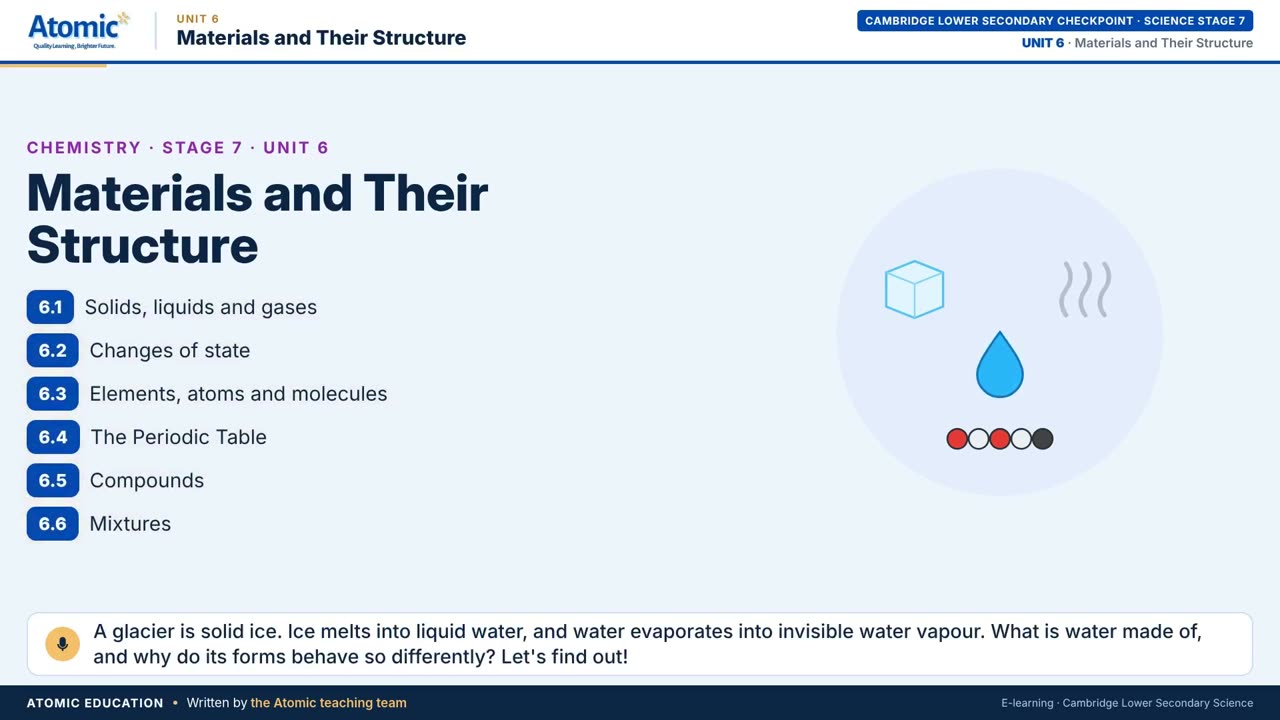 Atomic
Quality Learning, Brighter Future.
UNIT 6
Materials and Their Structure
CAMBRIDGE LOWER SECONDARY CHECKPOINT · SCIENCE STAGE 7
UNIT 6 · Materials and Their Structure
CHEMISTRY · STAGE 7 · UNIT 6
Materials and Their
Structure
6.1 Solids, liquids and gases
6.2 Changes of state
6.3 Elements, atoms and molecules
6.4 The Periodic Table
6.5 Compounds
6.6 Mixtures
A glacier is solid ice. Ice melts into liquid water, and water evaporates into invisible water vapour. What is water made of,
and why do its forms behave so differently? Let's find out!
ATOMIC EDUCATION • Written by the Atomic teaching team
E-learning · Cambridge Lower Secondary Science